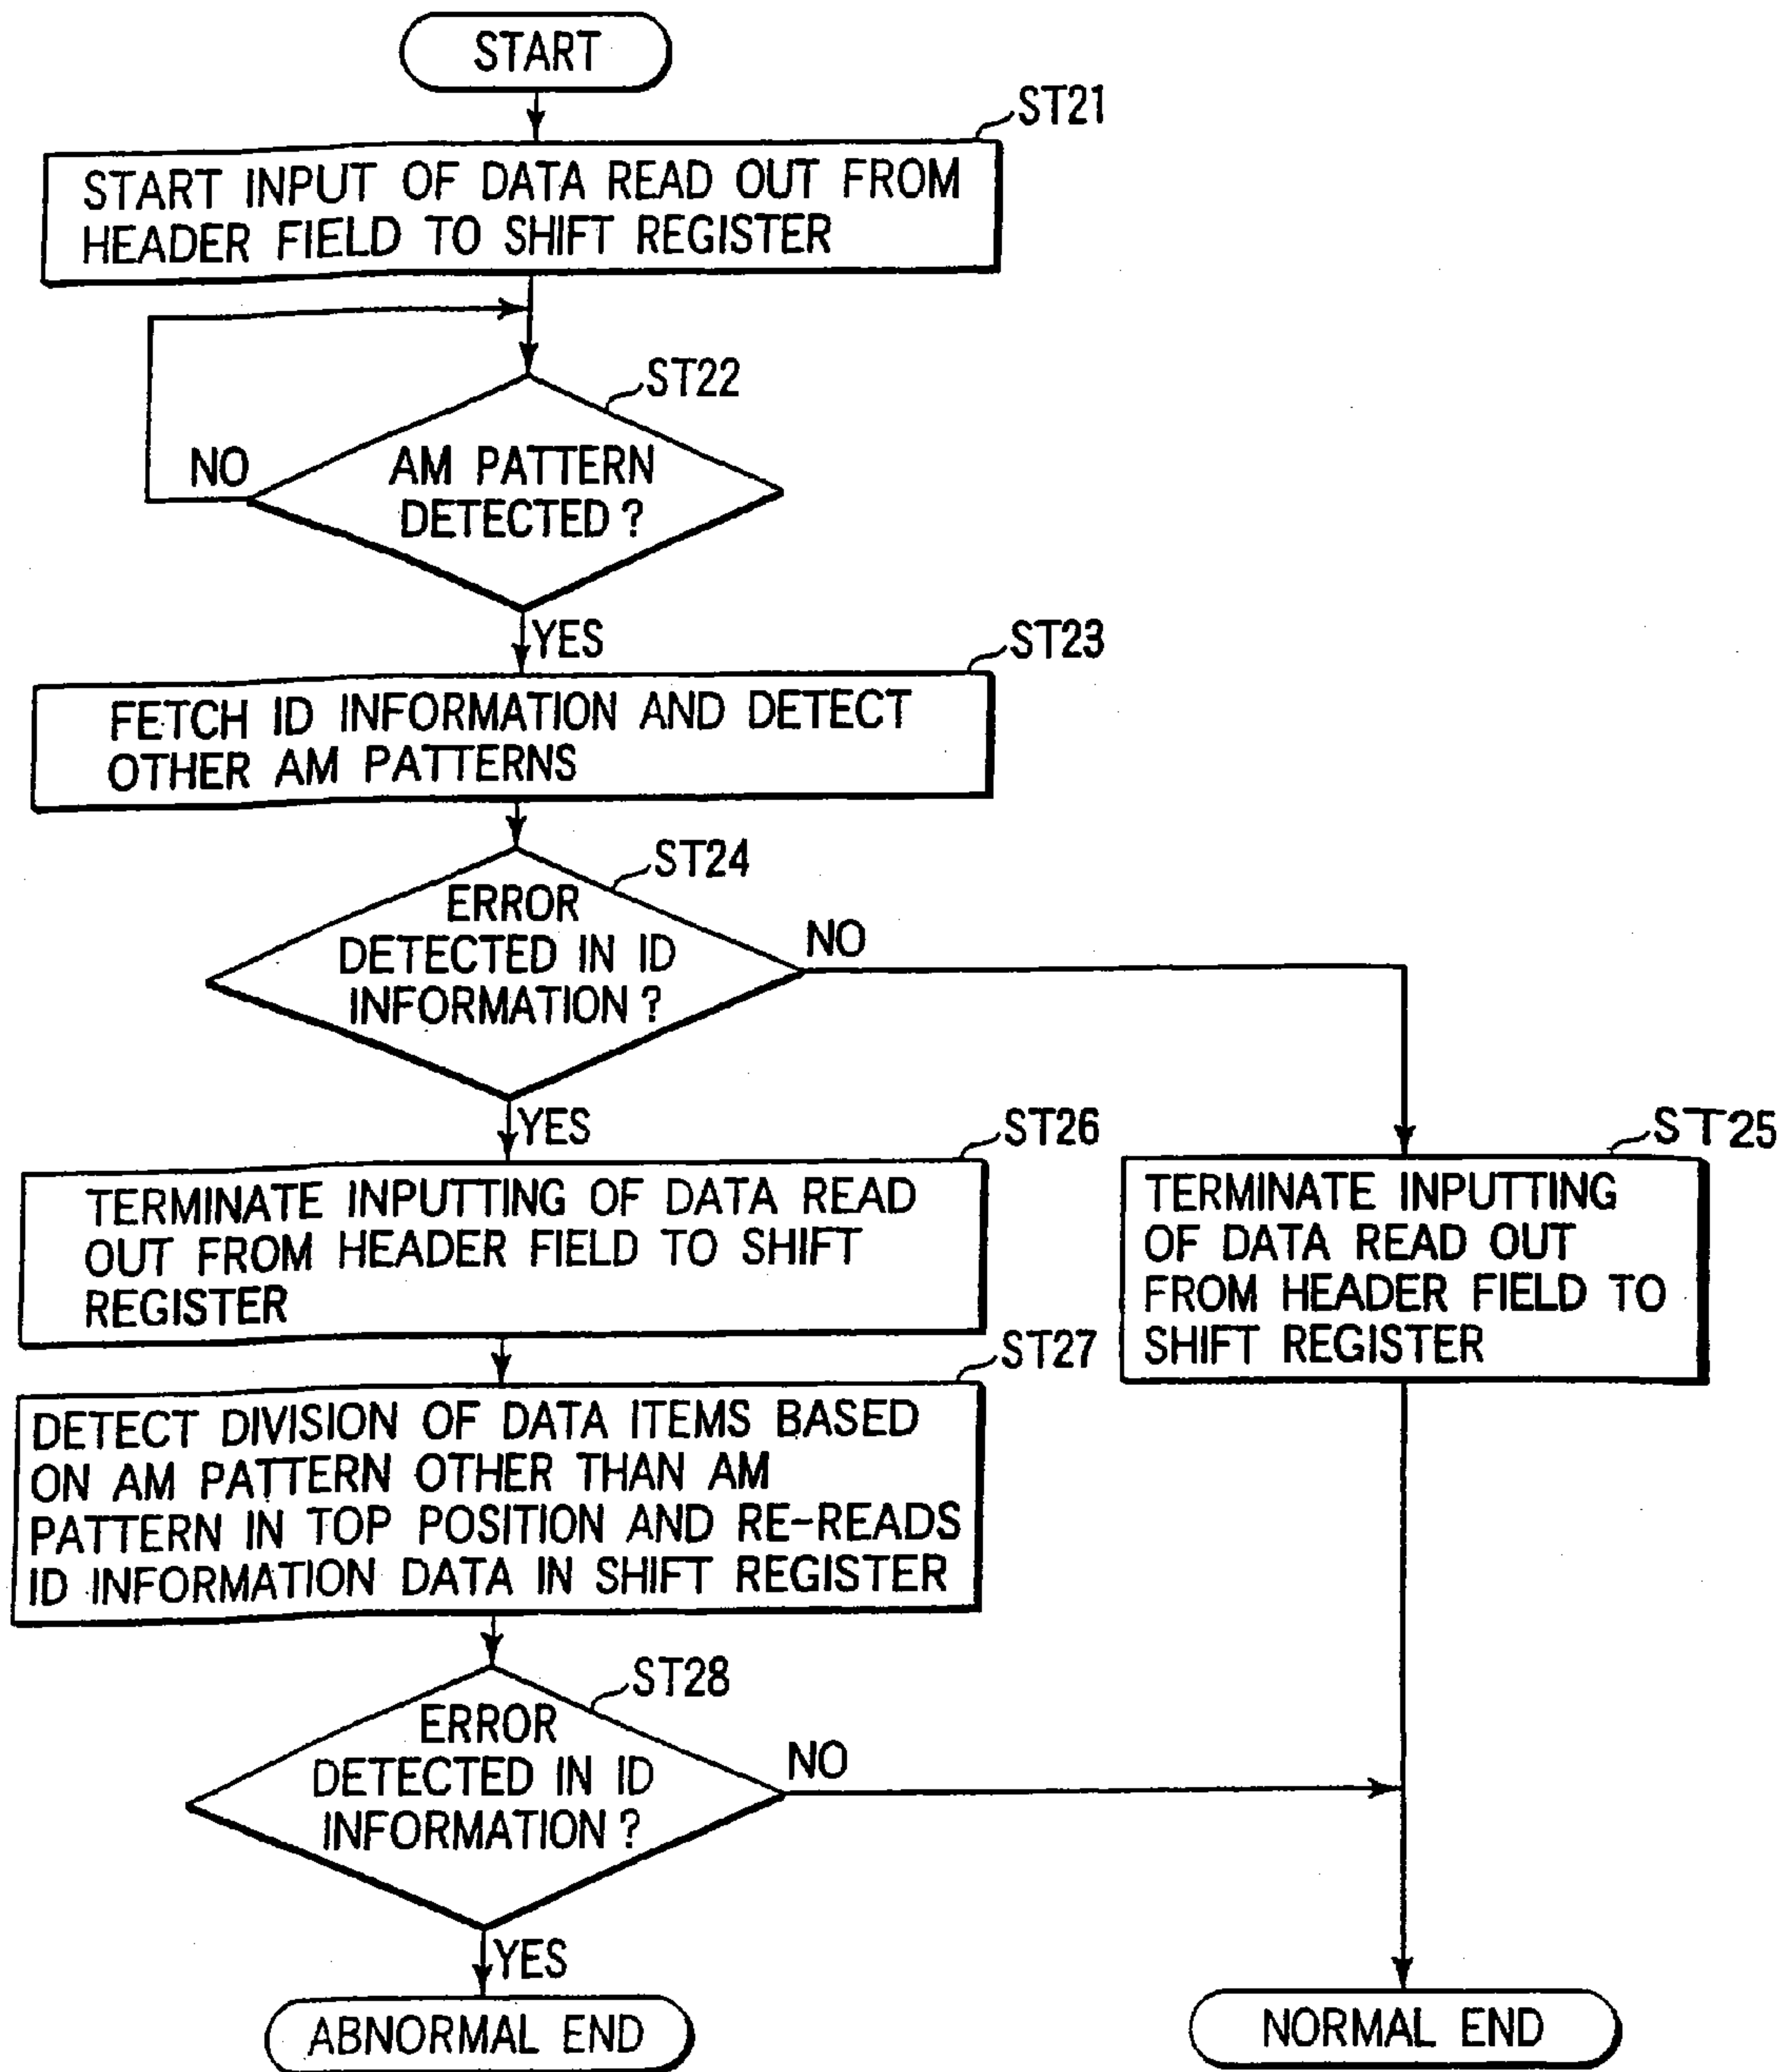 START
ST21
START INPUT OF DATA READ OUT FROM
HEADER FIELD TO SHIFT REGISTER
ST22
NO
AM PATTERN
DETECTED?
YES
ST23
FETCH ID INFORMATION AND DETECT
OTHER AM PATTERNS
ST24
ERROR
DETECTED IN ID
INFORMATION?
NO
YES
ST26
TERMINATE INPUTTING OF DATA READ
OUT FROM HEADER FIELD TO SHIFT
REGISTER
ST25
TERMINATE INPUTTING
OF DATA READ OUT
FROM HEADER FIELD TO
SHIFT REGISTER
ST27
DETECT DIVISION OF DATA ITEMS BASED
ON AM PATTERN OTHER THAN AM
PATTERN IN TOP POSITION AND RE-READS
ID INFORMATION DATA IN SHIFT REGISTER
ST28
ERROR
DETECTED IN ID
INFORMATION?
NO
YES
ABNORMAL END
NORMAL END